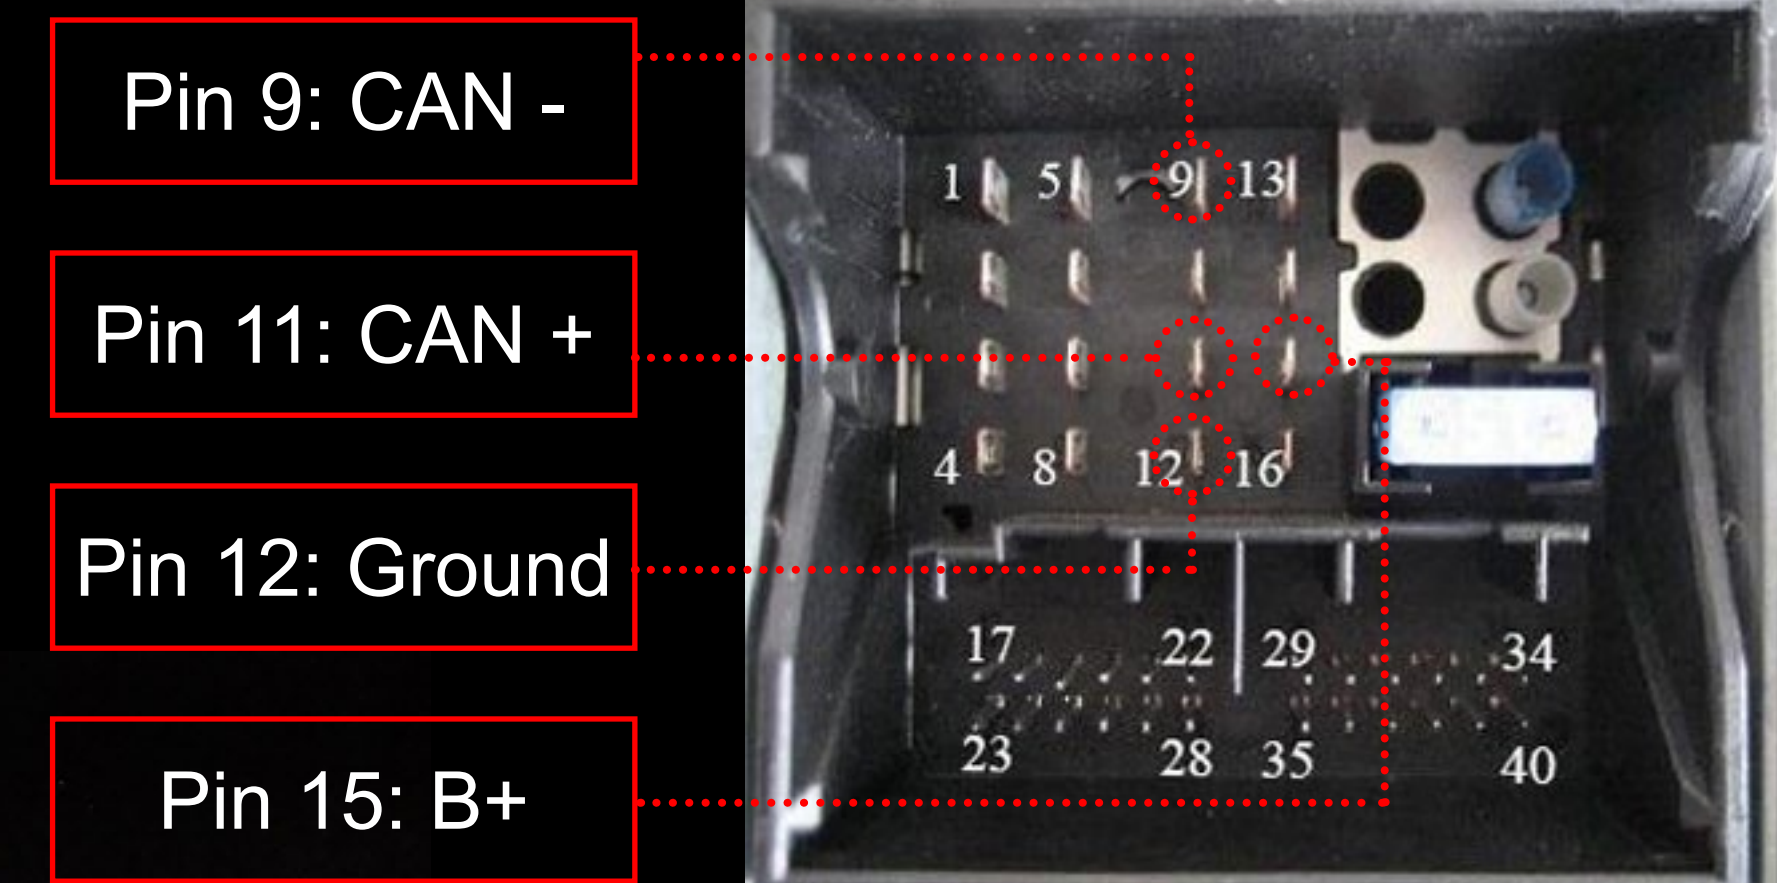 Pin 9: CAN -
Pin 11: CAN +
Pin 12: Ground
Pin 15: B+
1 5 9 13
4 8 12 16
17 22 29 34
23 28 35 40